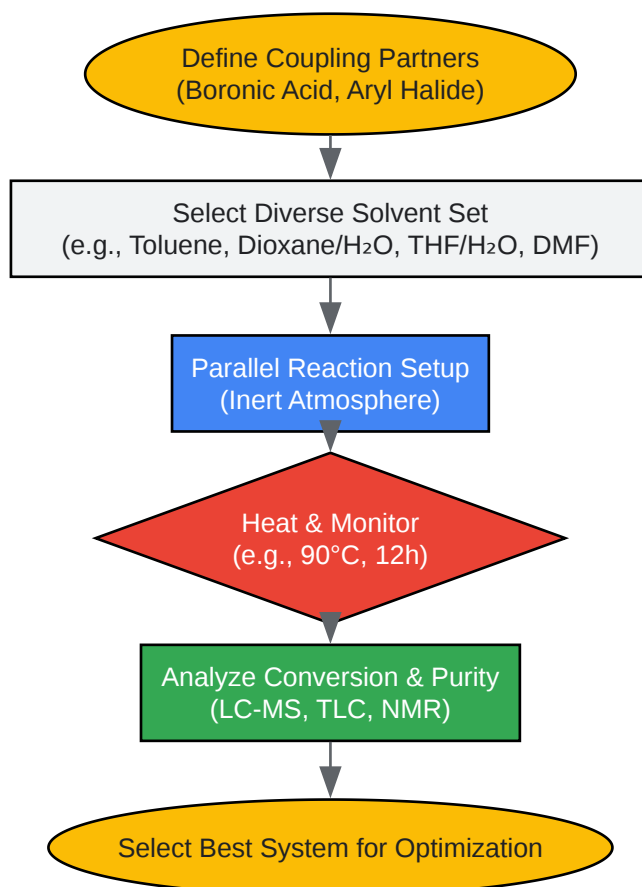 Define Coupling Partners
(Boronic Acid, Aryl Halide)
Select Diverse Solvent Set
(e.g., Toluene, Dioxane/H₂O, THF/H₂O, DMF)
Parallel Reaction Setup
(Inert Atmosphere)
Heat & Monitor
(e.g., 90°C, 12h)
Analyze Conversion & Purity
(LC-MS, TLC, NMR)
Select Best System for Optimization